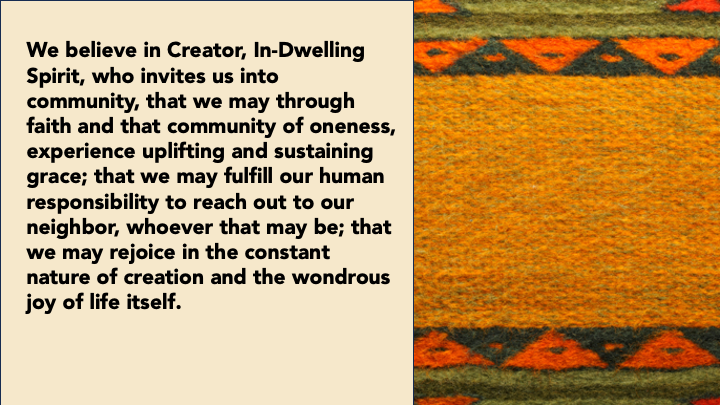 We believe in Creator, In-Dwelling
Spirit, who invites us into
community, that we may through
faith and that community of oneness,
experience uplifting and sustaining
grace; that we may fulfill our human
responsibility to reach out to our
neighbor, whoever that may be; that
we may rejoice in the constant
nature of creation and the wondrous
joy of life itself.